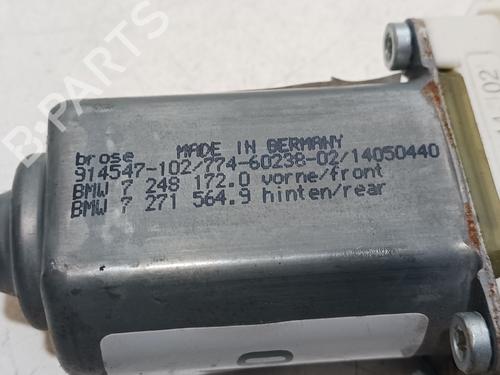 brose MADE IN GERMANY
914547-102/774-60238-02/14050440
BMW 7 248 172.0 vorne/front
BMW 7 271 564.9 hinten/rear
102
B-PARTS